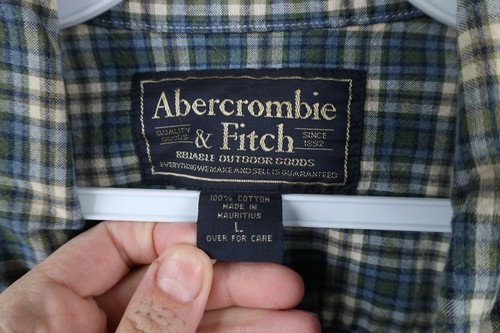 Abercrombie
QUALITY GOODS & Fitch SINCE 1892
RELIABLE OUTDOOR GOODS
EVERYTHING WE MAKE AND SELL IS GUARANTEED
100% COTTON
MADE IN
MAURITIUS
L
OVER FOR CARE